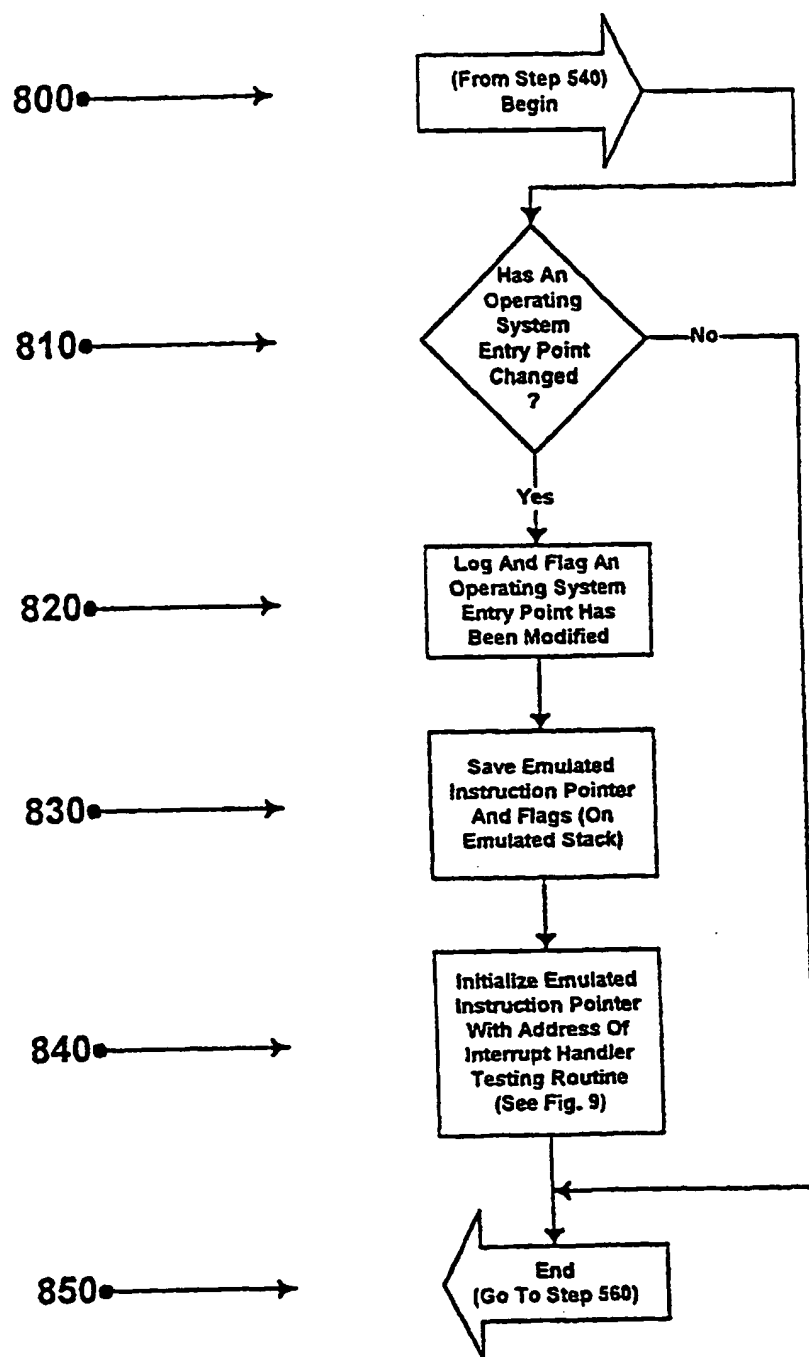 800
(From Step 540)
Begin
810
Has An
Operating
System
Entry Point
Changed
?
No
Yes
820
Log And Flag An
Operating System
Entry Point Has
Been Modified
830
Save Emulated
Instruction Pointer
And Flags (On
Emulated Stack)
840
Initialize Emulated
Instruction Pointer
With Address Of
Interrupt Handler
Testing Routine
(See Fig. 9)
850
End
(Go To Step 560)